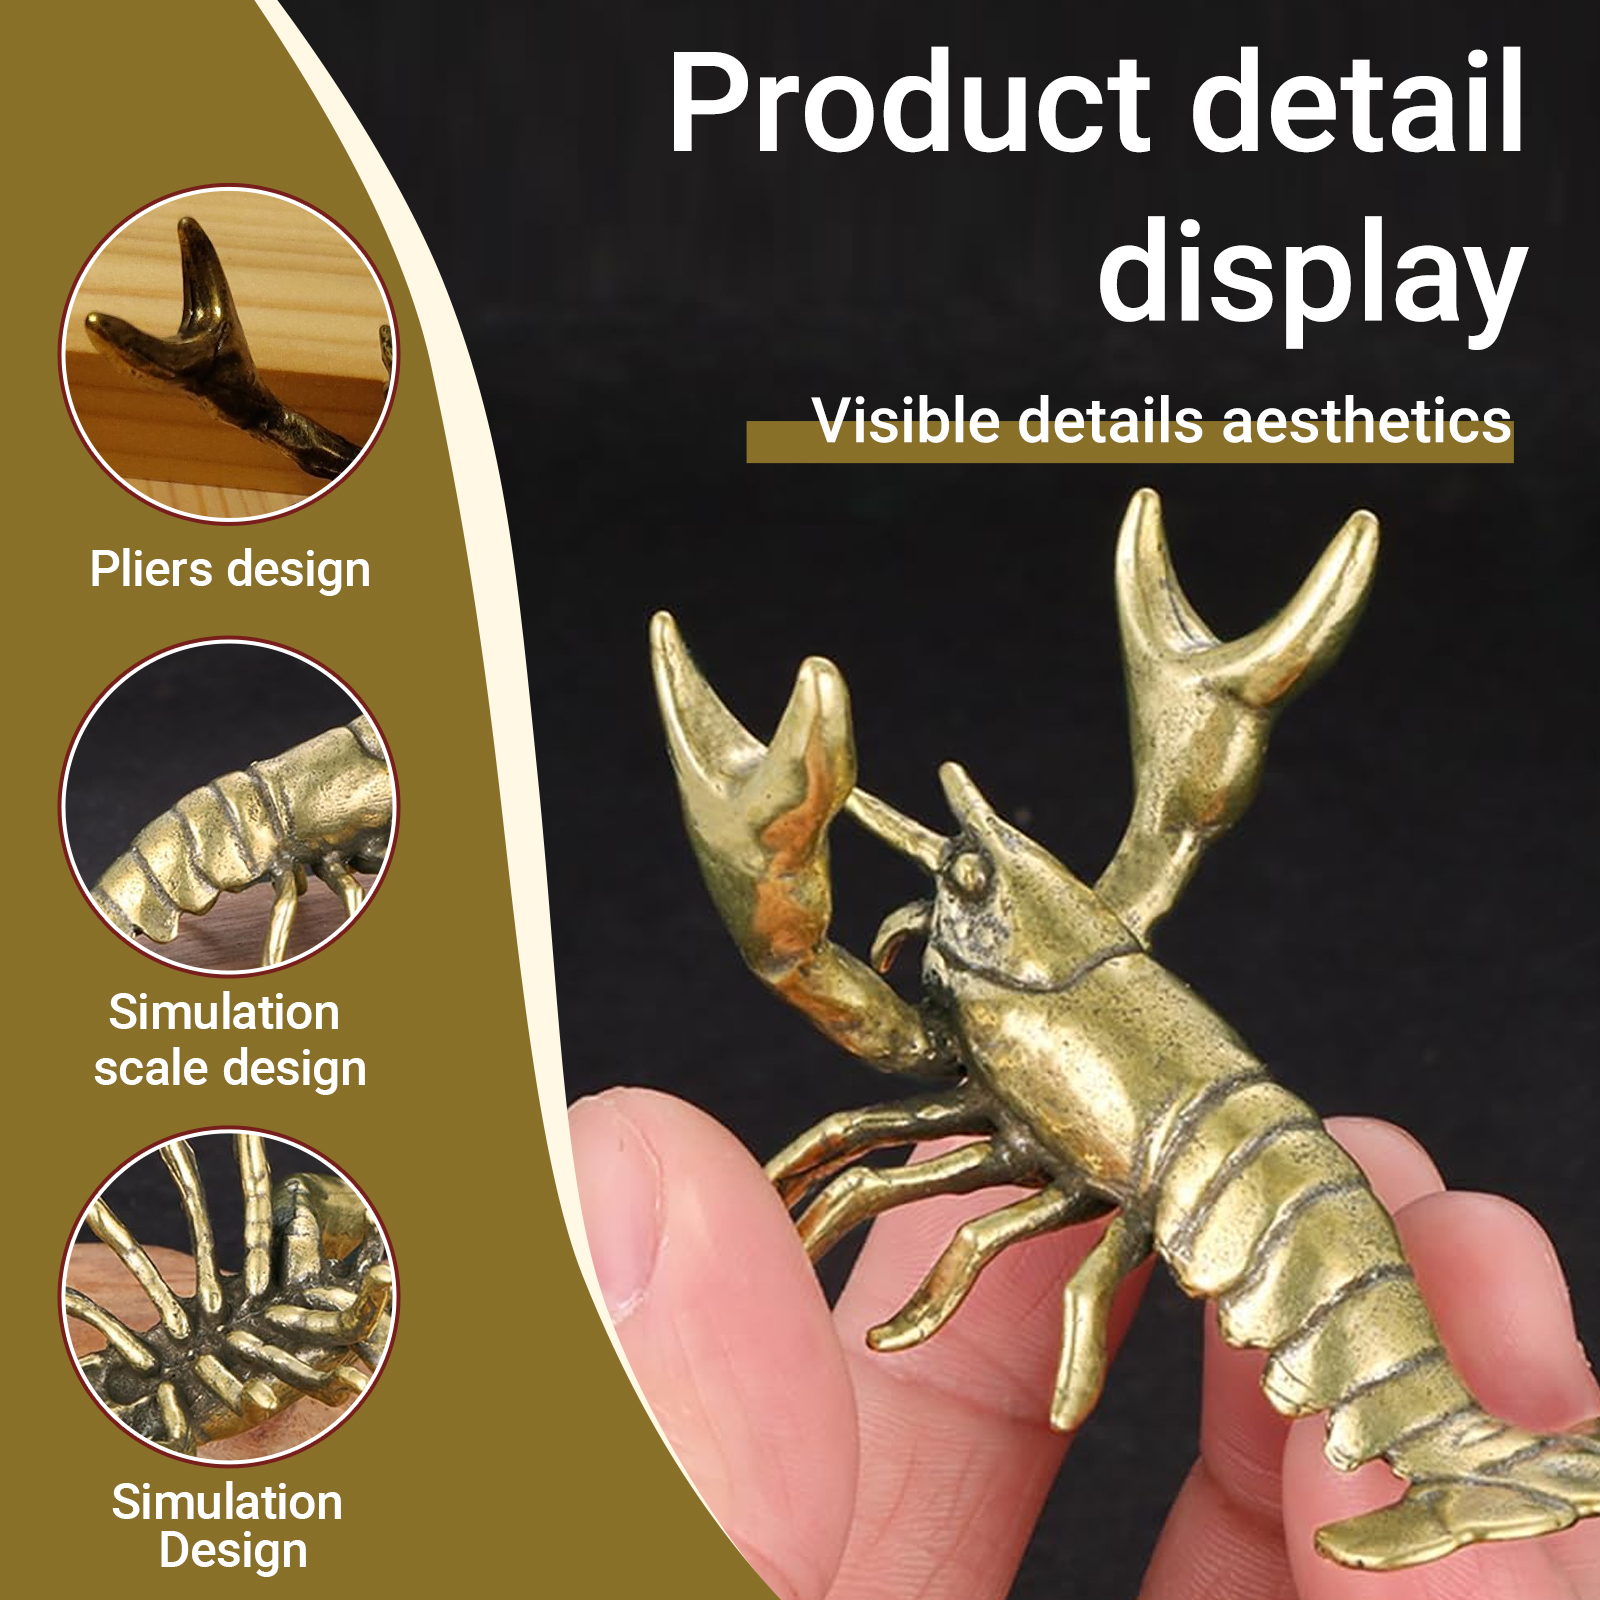 Product detail
display
Visible details aesthetics
Pliers design
Simulation
scale design
Simulation
Design